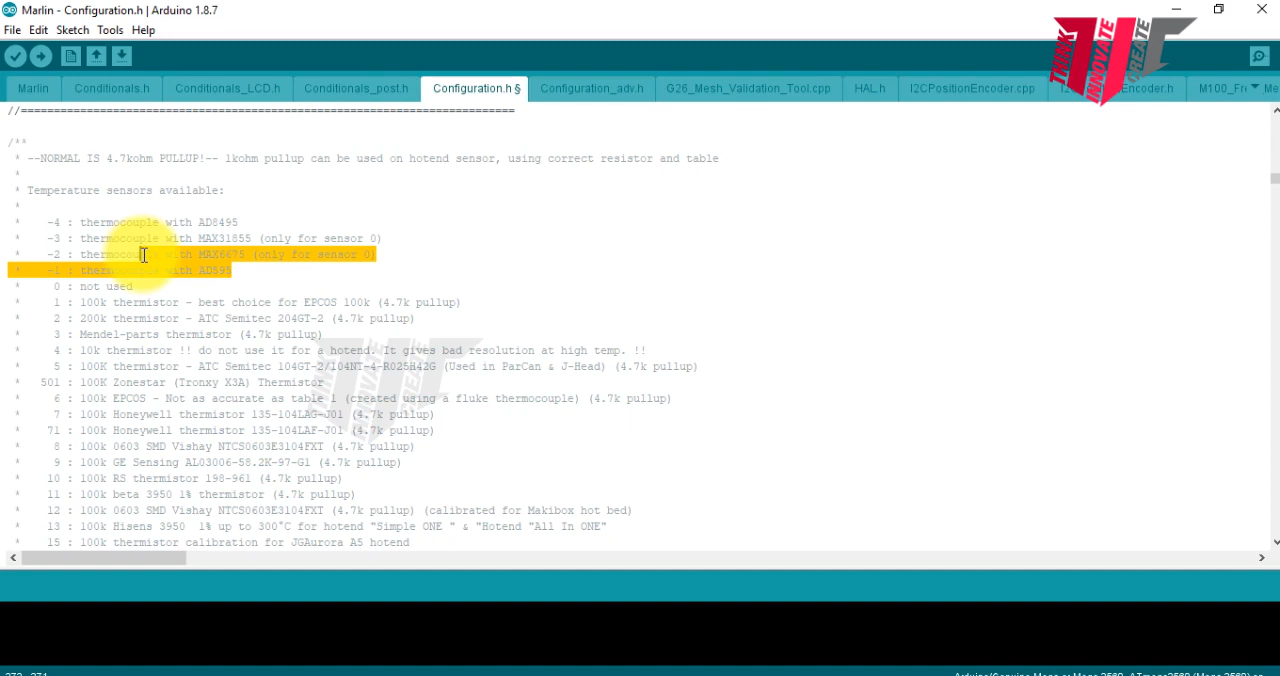 Marlin - Configuration.h | Arduino 1.8.7
File Edit Sketch Tools Help
THINK
INNOVATE
CREATE
Marlin Conditionals.h Conditionals_LCD.h Conditionals_post.h Configuration.h § Configuration_adv.h G26_Mesh_Validation_Tool.cpp HAL.h I2CPositionEncoder.cpp Encoder.h M100_Fr Me
//===========================================================================
/**
* --NORMAL IS 4.7kohm PULLUP!-- 1kohm pullup can be used on hotend sensor, using correct resistor and table
*
* Temperature sensors available:
*
* -4 : thermocouple with AD8495
* -3 : thermocouple with MAX31855 (only for sensor 0)
* -2 : thermocouple with MAX6675 (only for sensor 0)
* -1 : thermocouple with AD595
* 0 : not used
* 1 : 100k thermistor - best choice for EPCOS 100k (4.7k pullup)
* 2 : 200k thermistor - ATC Semitec 204GT-2 (4.7k pullup)
* 3 : Mendel-parts thermistor (4.7k pullup)
* 4 : 10k thermistor !! do not use it for a hotend. It gives bad resolution at high temp. !!
* 5 : 100K thermistor - ATC Semitec 104GT-2/104NT-4-R025H42G (Used in ParCan & J-Head) (4.7k pullup)
* 501 : 100K Zonestar (Tronxy X3A) Thermistor
* 6 : 100k EPCOS - Not as accurate as table 1 (created using a fluke thermocouple) (4.7k pullup)
* 7 : 100k Honeywell thermistor 135-104LAG-J01 (4.7k pullup)
* 71 : 100k Honeywell thermistor 135-104LAF-J01 (4.7k pullup)
* 8 : 100k 0603 SMD Vishay NTCS0603E3104FXT (4.7k pullup)
* 9 : 100k GE Sensing AL03006-58.2K-97-G1 (4.7k pullup)
* 10 : 100k RS thermistor 198-961 (4.7k pullup)
* 11 : 100k beta 3950 1% thermistor (4.7k pullup)
* 12 : 100k 0603 SMD Vishay NTCS0603E3104FXT (4.7k pullup) (calibrated for Makibox hot bed)
* 13 : 100k Hisens 3950 1% up to 300°C for hotend "Simple ONE " & "Hotend "All In ONE"
* 15 : 100k thermistor calibration for JGAurora A5 hotend